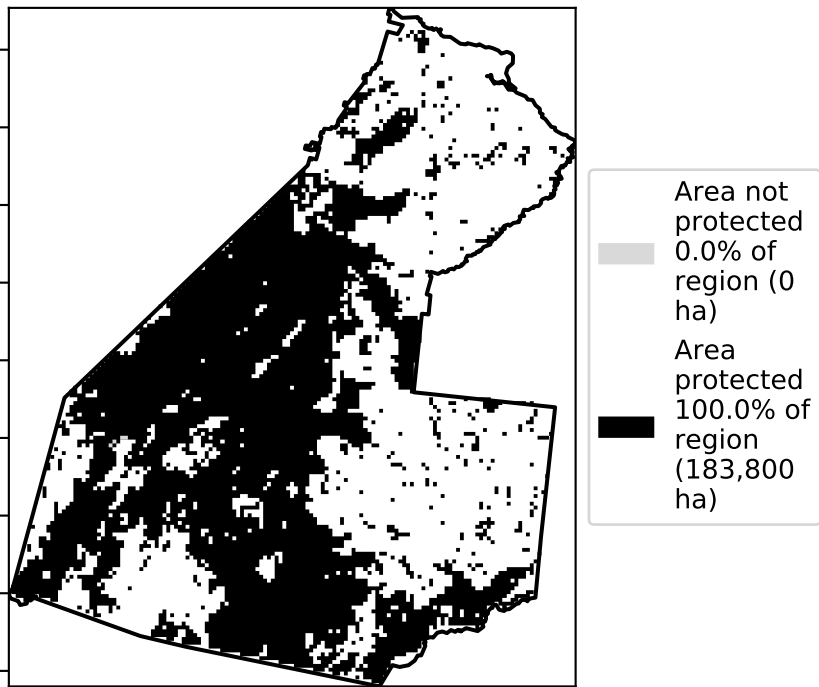 Area not
protected
0.0% of
region (0
ha)
Area
protected
100.0% of
region
(183,800
ha)